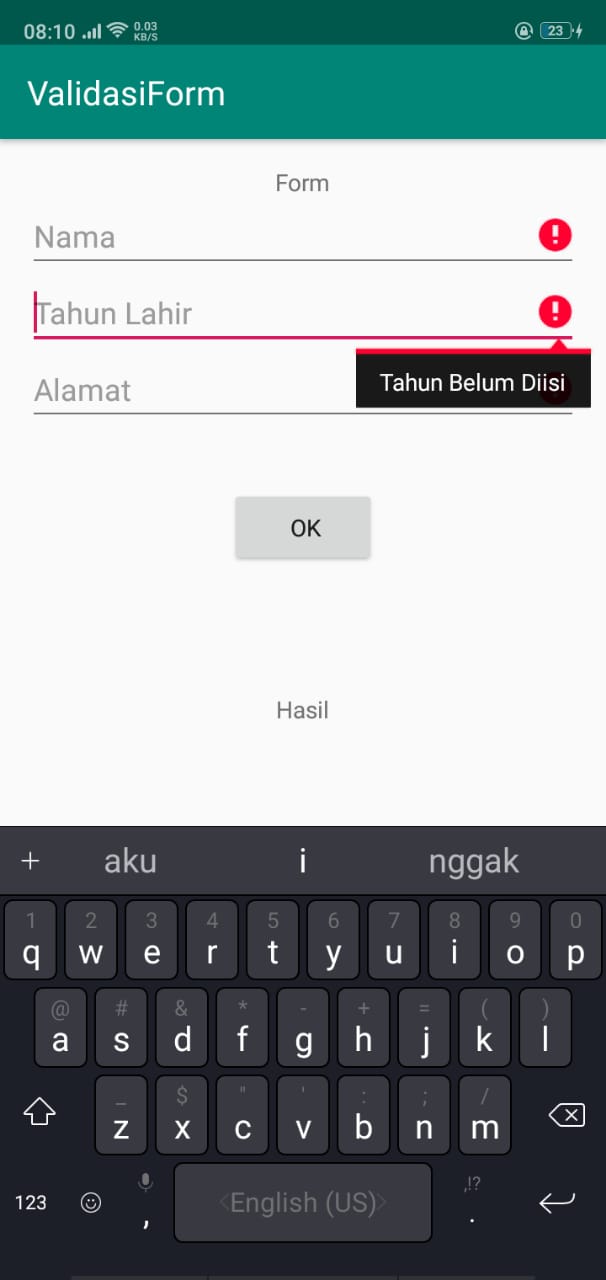 08:10 0.03 KB/S 23
ValidasiForm
Form
Nama
Tahun Lahir
Tahun Belum Diisi
Alamat
OK
Hasil
+ aku i nggak
1 2 3 4 5 6 7 8 9 0
q w e r t y u i o p
@ # & * - + = ( )
a s d f g h j k l
_ $ " ' : ; /
z x c v b n m
123 , English (US) ,!? .